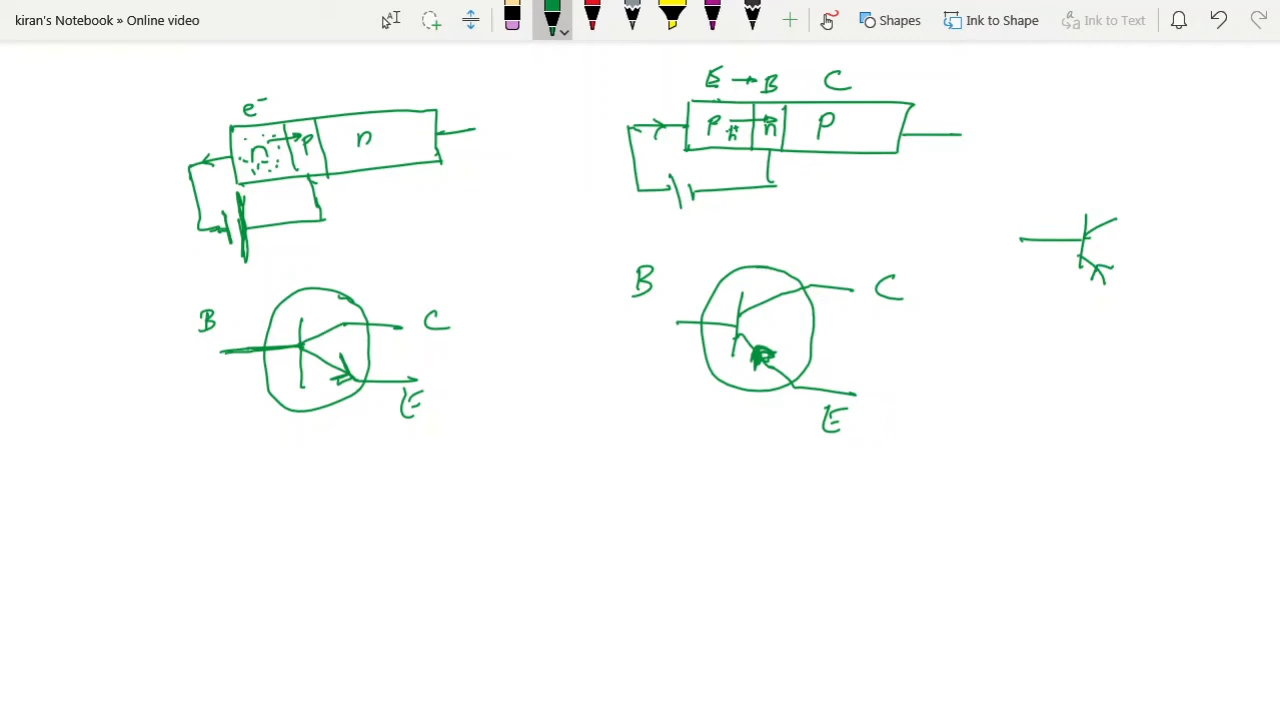 kiran's Notebook » Online video
Shapes
Ink to Shape
Ink to Text
e⁻
n p n
B C
E
E → B C
p h⁺ n p
B C
E